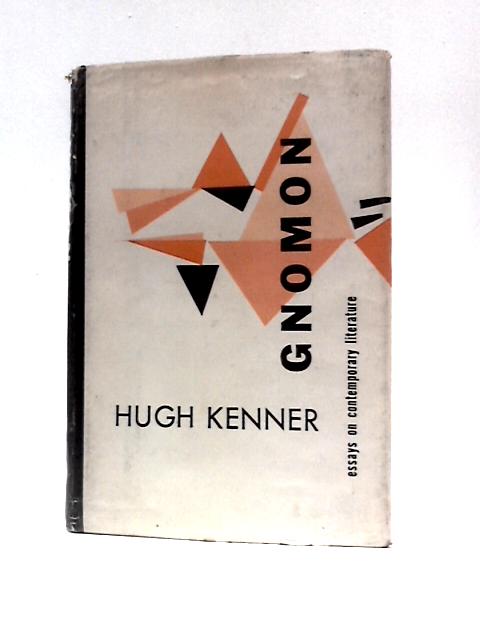 GNOMON
essays on contemporary literature
HUGH KENNER